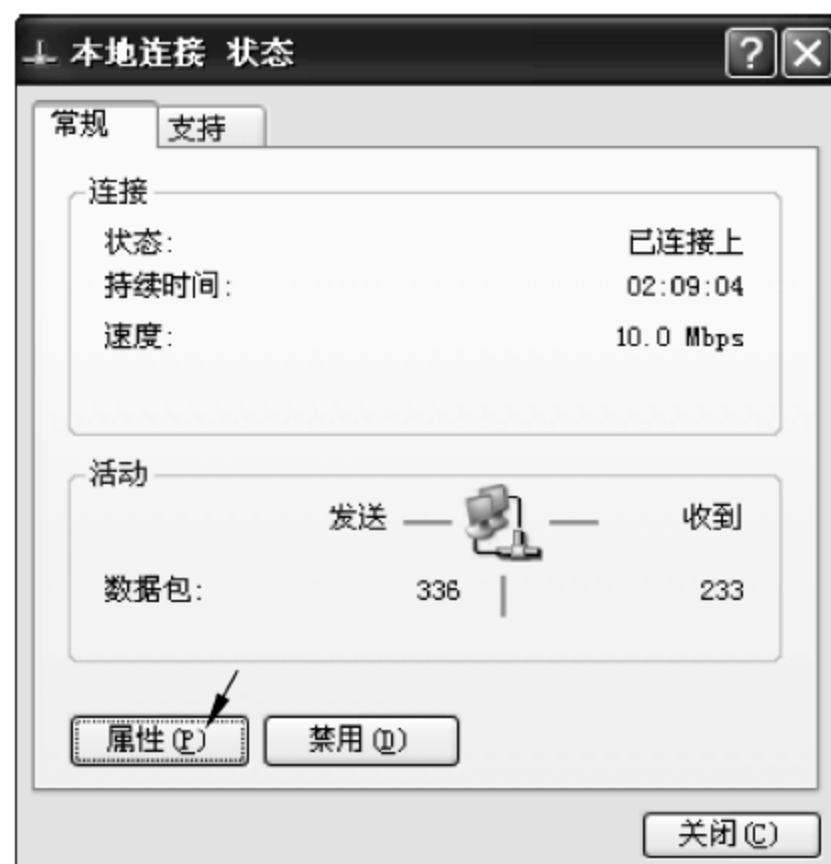 本地连接 状态
常规 支持
连接
状态: 已连接上
持续时间: 02:09:04
速度: 10.0 Mbps
活动
发送 收到
数据包: 336 233
属性(P) 禁用(D)
关闭(C)